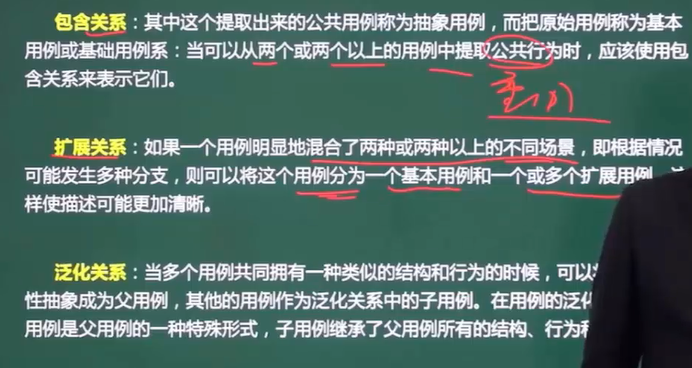 包含关系：其中这个提取出来的公共用例称为抽象用例，而把原始用例称为基本
用例或基础用例系：当可以从两个或两个以上的用例中提取公共行为时，应该使用包
含关系来表示它们。
扩展关系：如果一个用例明显地混合了两种或两种以上的不同场景，即根据情况
可能发生多种分支，则可以将这个用例分为一个基本用例和一个或多个扩展用例，
样使描述可能更加清晰。
泛化关系：当多个用例共同拥有一种类似的结构和行为的时候，可以
性抽象成为父用例，其他的用例作为泛化关系中的子用例。在用例的泛化
用例是父用例的一种特殊形式，子用例继承了父用例所有的结构、行为和